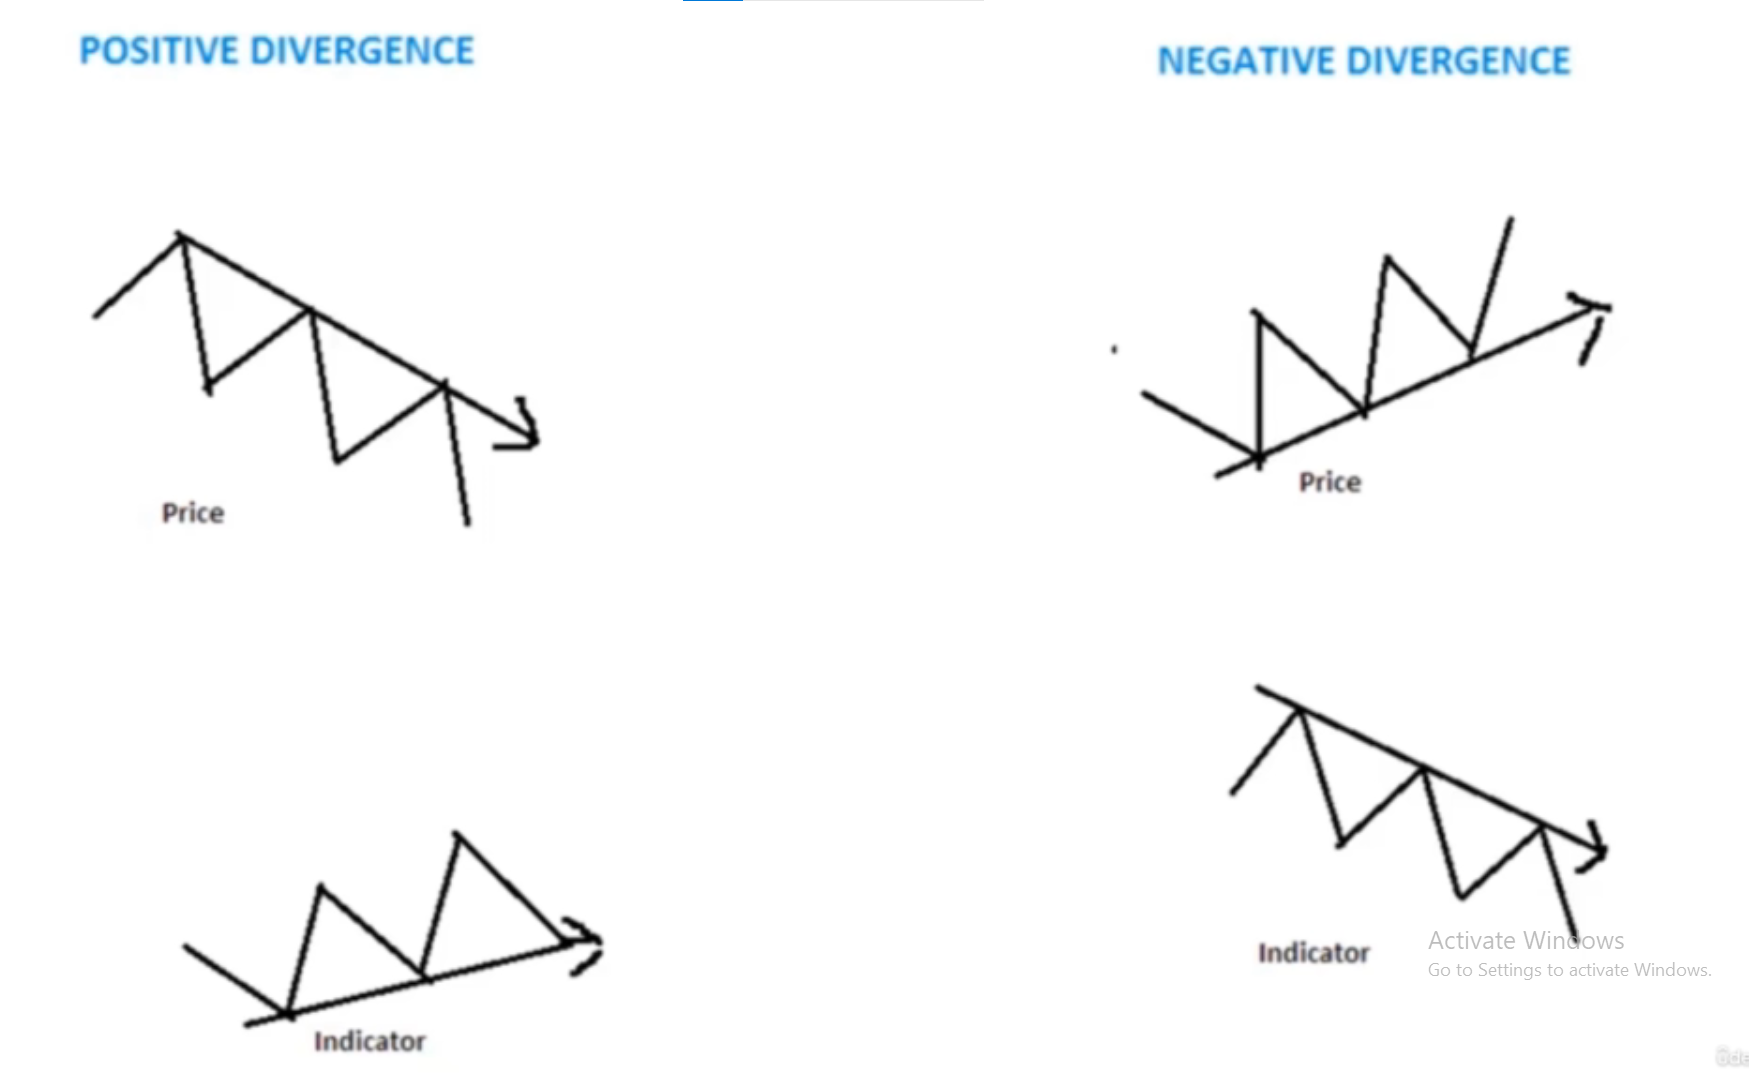 POSITIVE DIVERGENCE
NEGATIVE DIVERGENCE
Price
Price
Indicator
Indicator
Activate Windows
Go to Settings to activate Windows.